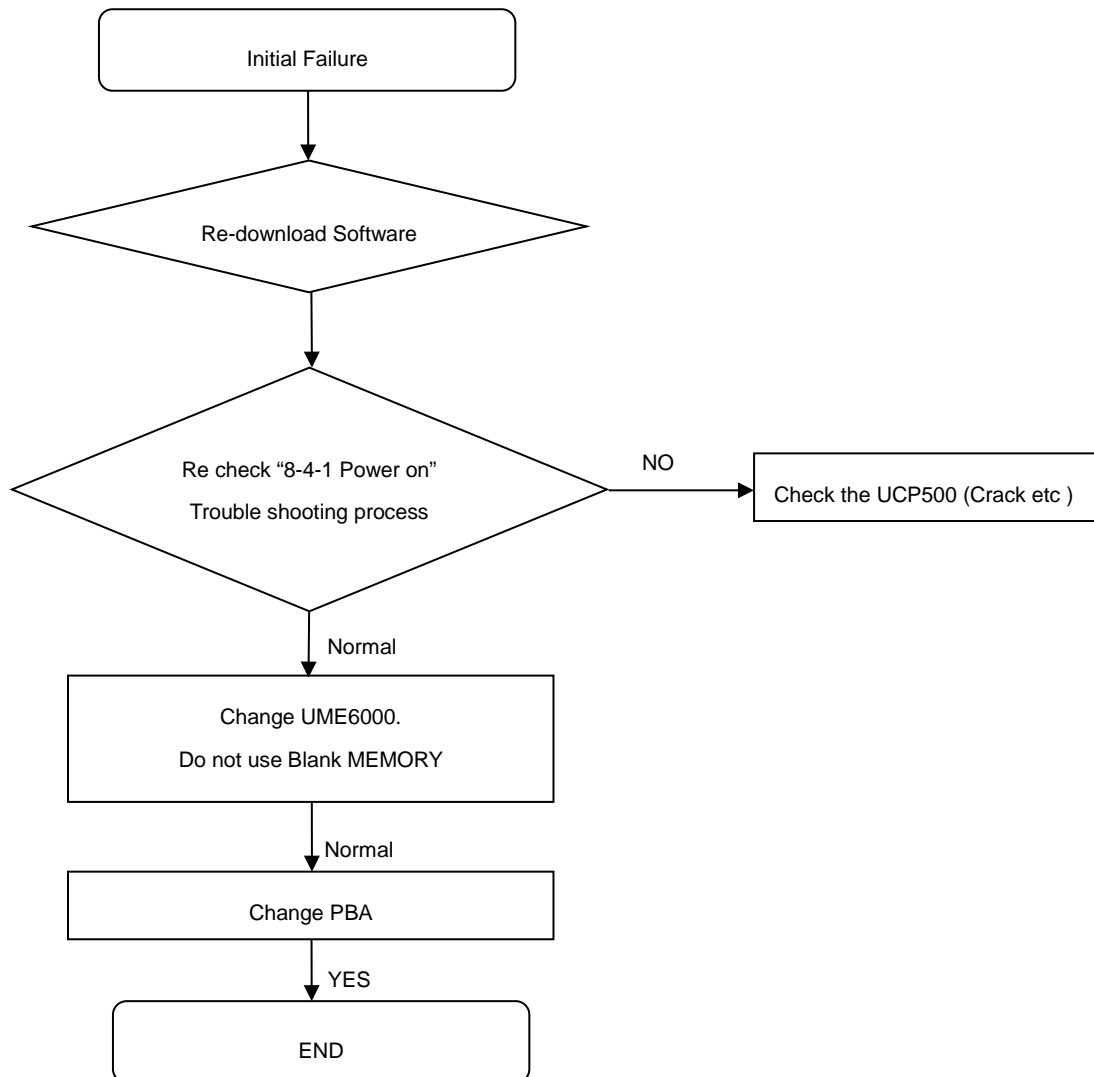 Initial Failure
Re-download Software
Re check “8-4-1 Power on”
Trouble shooting process
NO
Check the UCP500 (Crack etc )
Normal
Change UME6000.
Do not use Blank MEMORY
Normal
Change PBA
YES
END